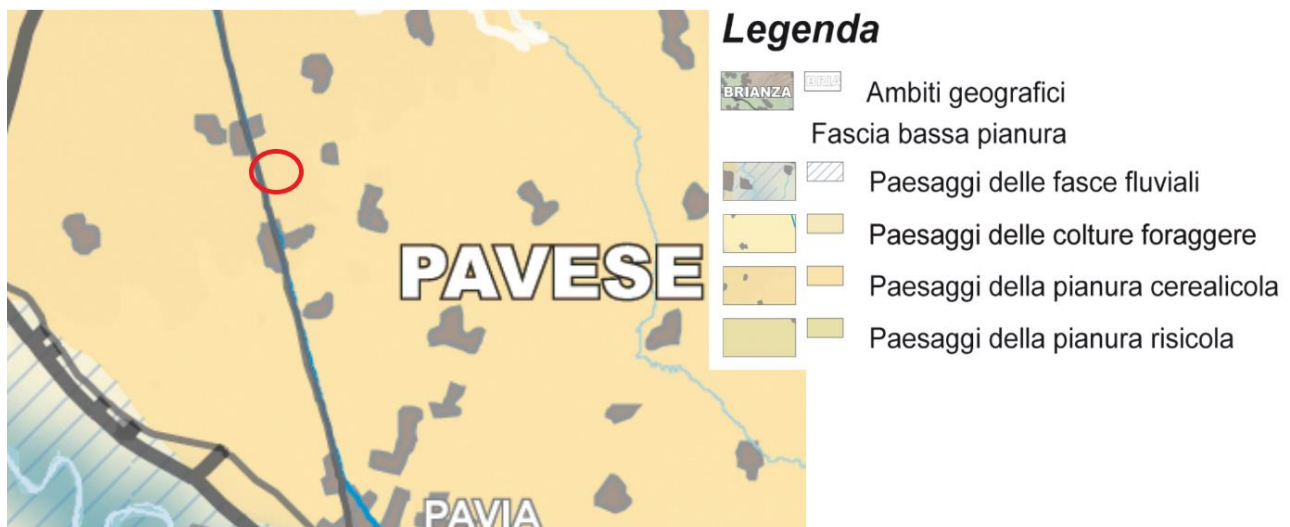 PAVESE
PAVIA
Legenda
BRIANZA
BRIA
Ambiti geografici
Fascia bassa pianura
Paesaggi delle fasce fluviali
Paesaggi delle colture foraggere
Paesaggi della pianura cerealicola
Paesaggi della pianura risicola